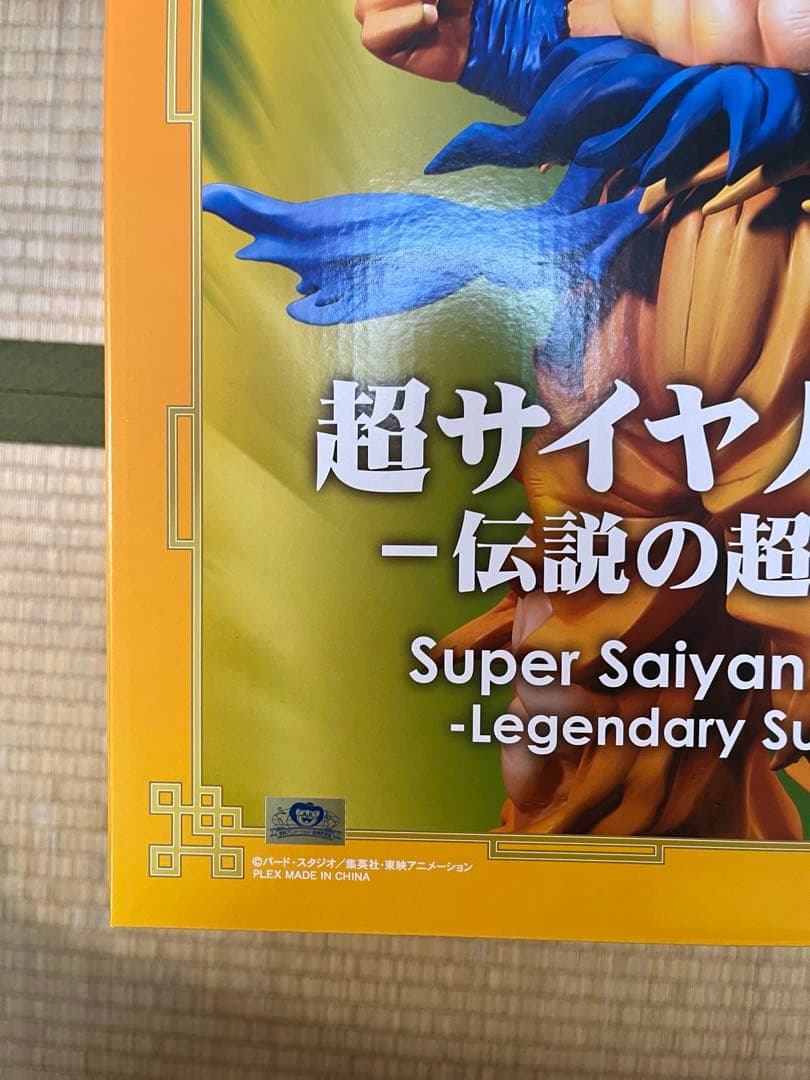 超サイヤ
－伝説の超
Super Saiyan
-Legendary Su
©バード・スタジオ／集英社・東映アニメーション
PLEX MADE IN CHINA